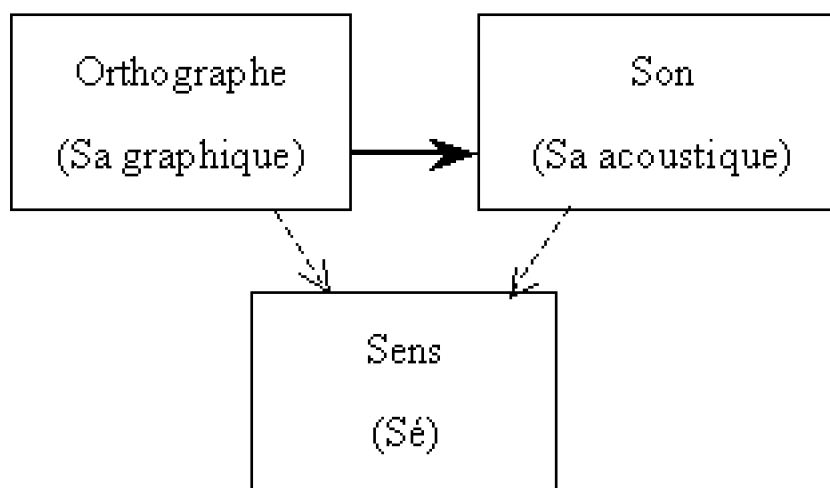 Orthographe
(Sa graphique)
Son
(Sa acoustique)
Sens
(Sé)